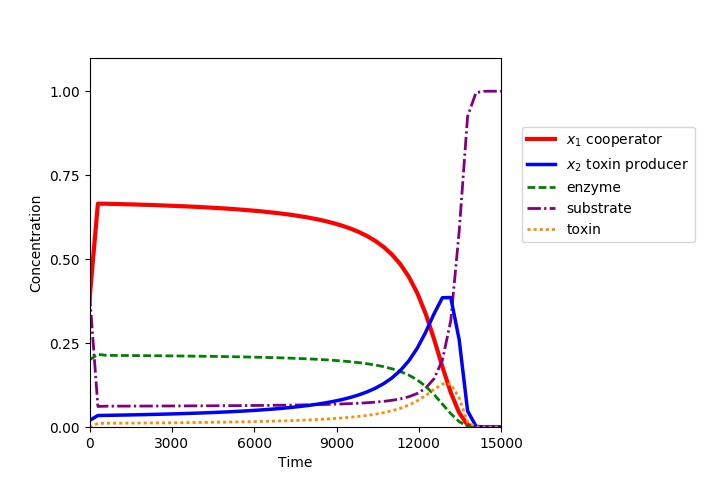 1.00
0.75
0.50
0.25
0.00
Concentration
0 3000 6000 9000 12000 15000
Time
x₁ cooperator
x₂ toxin producer
enzyme
substrate
toxin